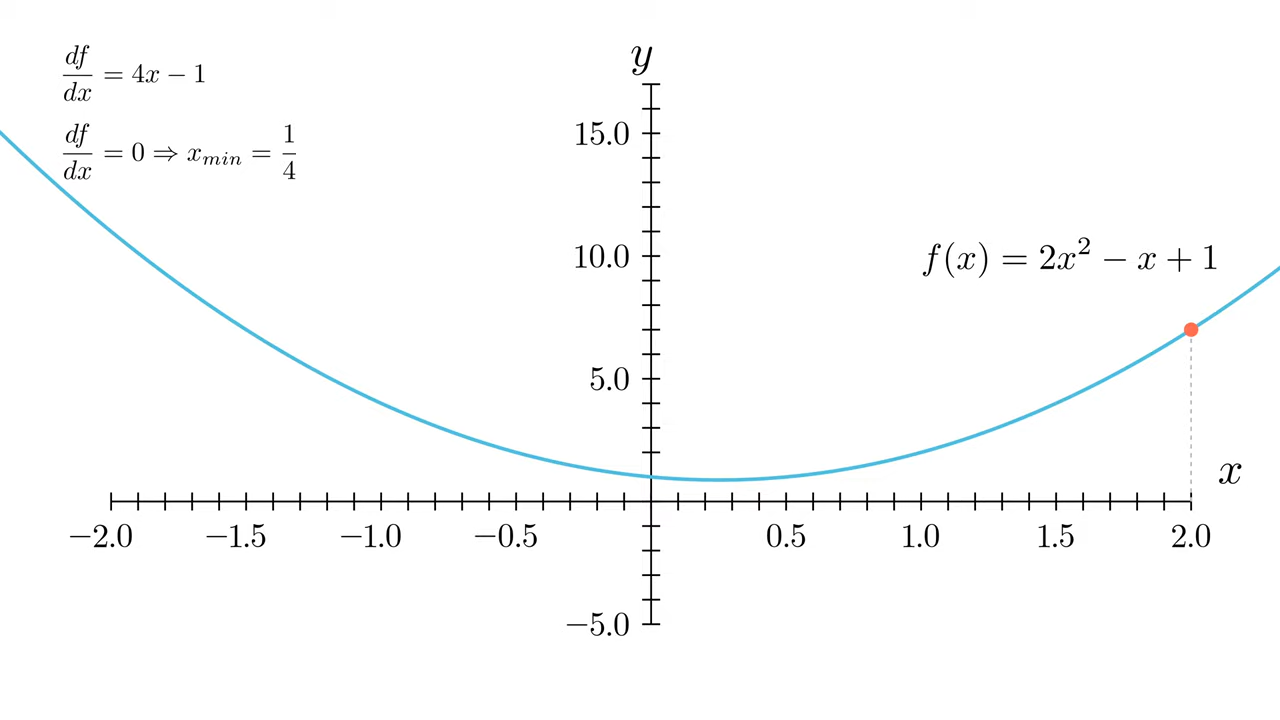 df/dx = 4x − 1
df/dx = 0 ⇒ x_min = 1/4
y
15.0
10.0
f(x) = 2x² − x + 1
5.0
x
−2.0 −1.5 −1.0 −0.5 0.5 1.0 1.5 2.0
−5.0